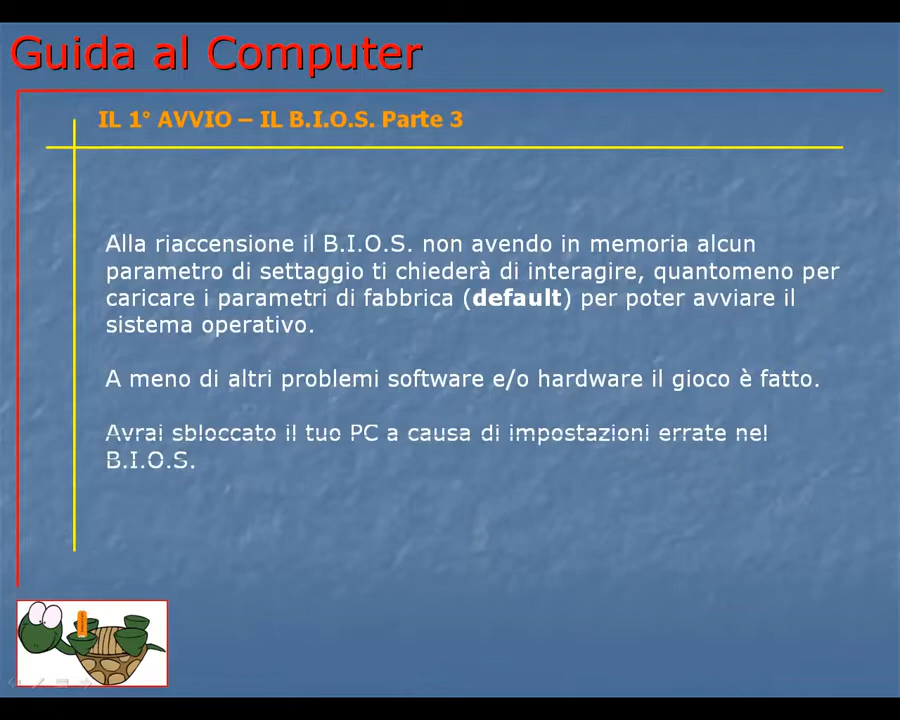 Guida al Computer
IL 1° AVVIO – IL B.I.O.S. Parte 3
Alla riaccensione il B.I.O.S. non avendo in memoria alcun
parametro di settaggio ti chiederà di interagire, quantomeno per
caricare i parametri di fabbrica (default) per poter avviare il
sistema operativo.
A meno di altri problemi software e/o hardware il gioco è fatto.
Avrai sbloccato il tuo PC a causa di impostazioni errate nel
B.I.O.S.